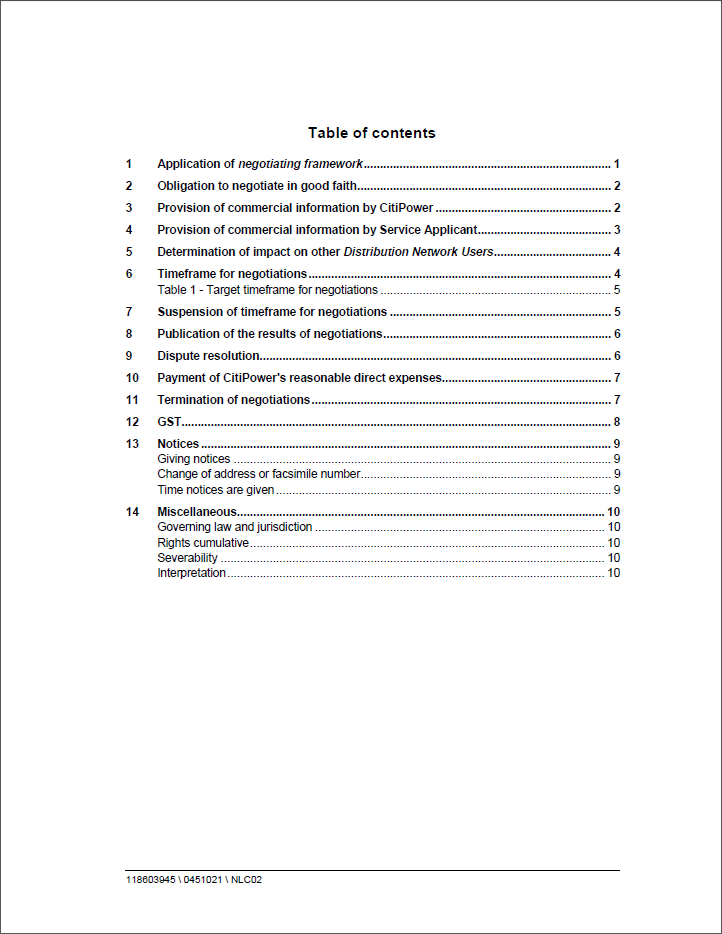 Table of contents
1 Application of negotiating framework........................................................................... 1
2 Obligation to negotiate in good faith............................................................................. 2
3 Provision of commercial information by CitiPower ..................................................... 2
4 Provision of commercial information by Service Applicant........................................ 3
5 Determination of impact on other Distribution Network Users................................... 4
6 Timeframe for negotiations ........................................................................................... 4
Table 1 - Target timeframe for negotiations ..................................................................... 5
7 Suspension of timeframe for negotiations ................................................................... 5
8 Publication of the results of negotiations..................................................................... 6
9 Dispute resolution.......................................................................................................... 6
10 Payment of CitiPower's reasonable direct expenses................................................... 7
11 Termination of negotiations .......................................................................................... 7
12 GST.................................................................................................................................. 8
13 Notices ............................................................................................................................ 9
Giving notices .................................................................................................................. 9
Change of address or facsimile number.......................................................................... 9
Time notices are given ..................................................................................................... 9
14 Miscellaneous............................................................................................................... 10
Governing law and jurisdiction ....................................................................................... 10
Rights cumulative........................................................................................................... 10
Severability .................................................................................................................... 10
Interpretation .................................................................................................................. 10
118603945 \ 0451021 \ NLC02